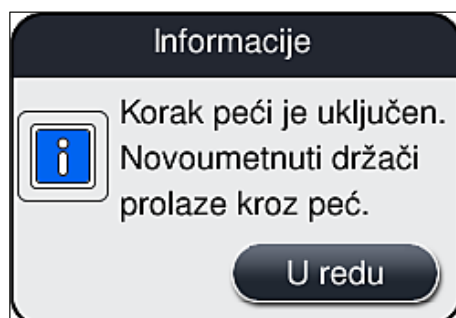 Informacije
Korak peći je uključen.
Novoumetnuti držači
prolaze kroz peć.
U redu